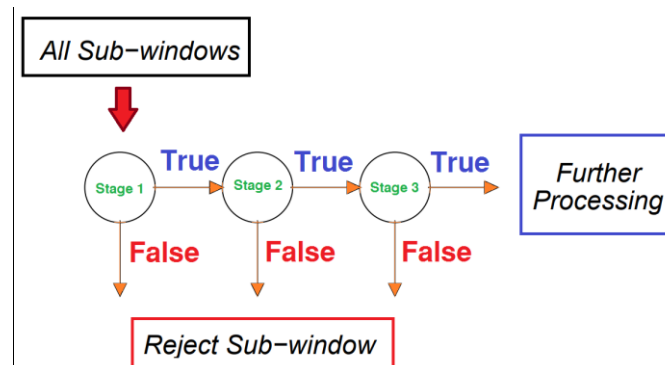 All Sub−windows
True
True
True
Stage 1
Stage 2
Stage 3
Further
Processing
False
False
False
Reject Sub−window